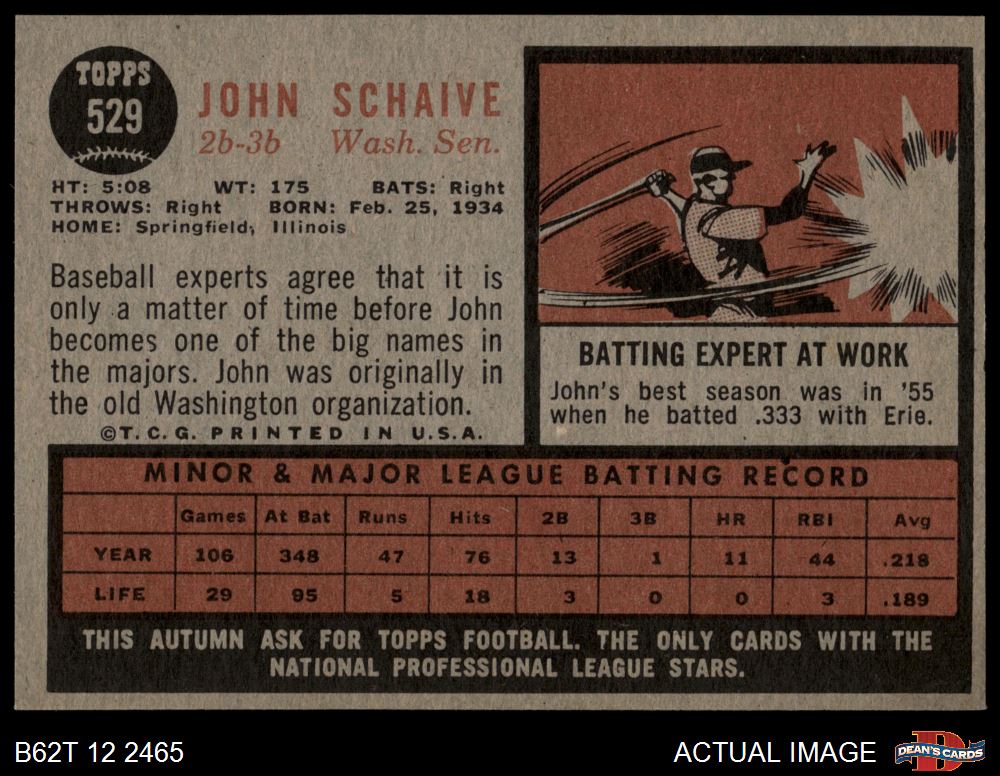 TOPPS
529
JOHN SCHAIVE
2b-3b Wash. Sen.
HT: 5:08 WT: 175 BATS: Right
THROWS: Right BORN: Feb. 25, 1934
HOME: Springfield, Illinois
Baseball experts agree that it is
only a matter of time before John
becomes one of the big names in
the majors. John was originally in
the old Washington organization.
©T.C.G. PRINTED IN U.S.A.
BATTING EXPERT AT WORK
John's best season was in '55
when he batted .333 with Erie.
MINOR & MAJOR LEAGUE BATTING RECORD
Games At Bat Runs Hits 2B 3B HR RBI Avg
YEAR 106 348 47 76 13 1 11 44 .218
LIFE 29 95 5 18 3 0 0 3 .189
THIS AUTUMN ASK FOR TOPPS FOOTBALL. THE ONLY CARDS WITH THE
NATIONAL PROFESSIONAL LEAGUE STARS.
B62T 12 2465 ACTUAL IMAGE DEAN'S CARDS